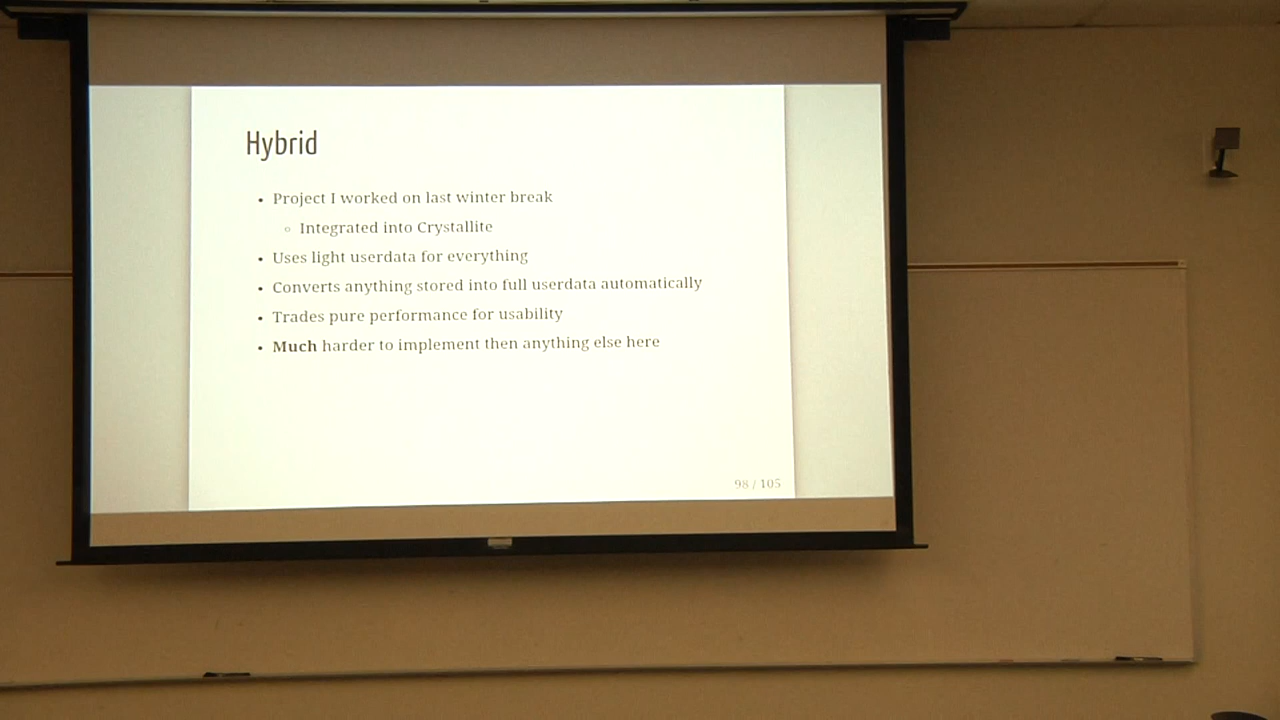 Hybrid
• Project I worked on last winter break
◦ Integrated into Crystallite
• Uses light userdata for everything
• Converts anything stored into full userdata automatically
• Trades pure performance for usability
• Much harder to implement then anything else here
98 / 105